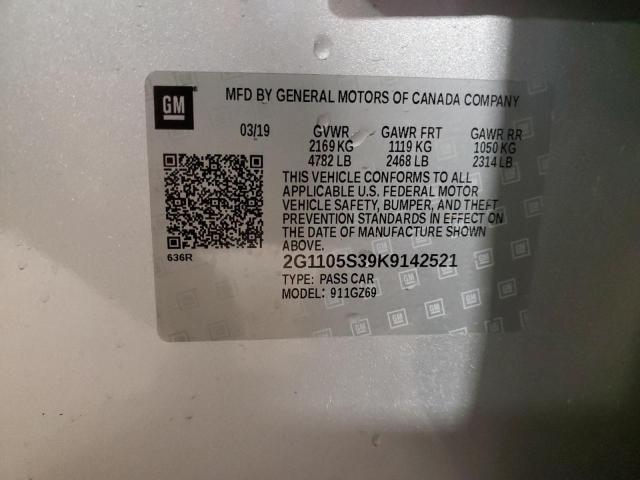 GM
MFD BY GENERAL MOTORS OF CANADA COMPANY
03/19 GVWR GAWR FRT GAWR RR
2169 KG 1119 KG 1050 KG
4782 LB 2468 LB 2314 LB
THIS VEHICLE CONFORMS TO ALL
APPLICABLE U.S. FEDERAL MOTOR
VEHICLE SAFETY, BUMPER, AND THEFT
PREVENTION STANDARDS IN EFFECT ON
THE DATE OF MANUFACTURE SHOWN
ABOVE.
636R
2G1105S39K9142521
TYPE: PASS CAR
MODEL: 911GZ69